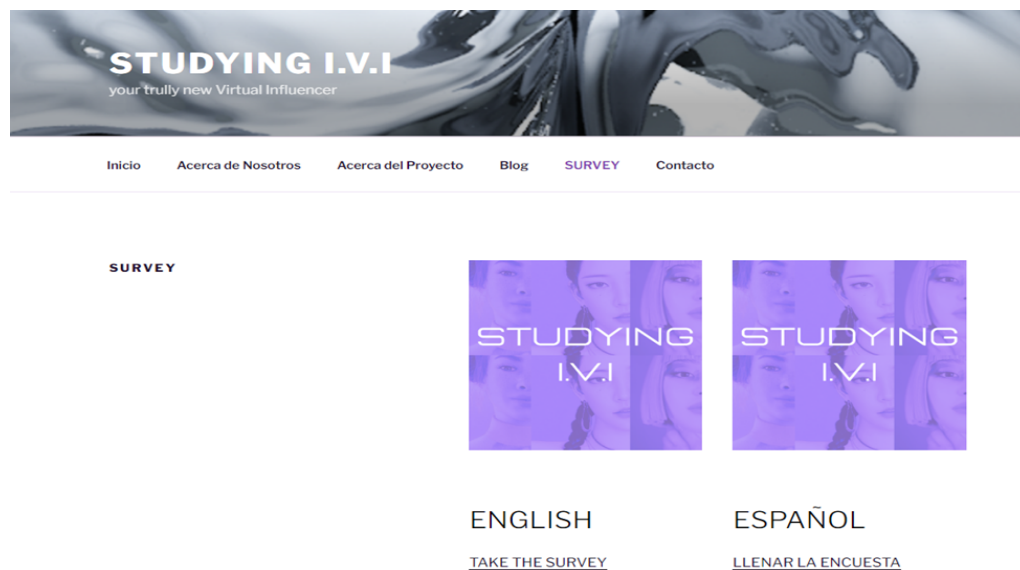 STUDYING I.V.I
your trully new Virtual Influencer
Inicio Acerca de Nosotros Acerca del Proyecto Blog SURVEY Contacto
SURVEY
STUDYING
I.V.I
STUDYING
I.V.I
ENGLISH
TAKE THE SURVEY
ESPAÑOL
LLENAR LA ENCUESTA